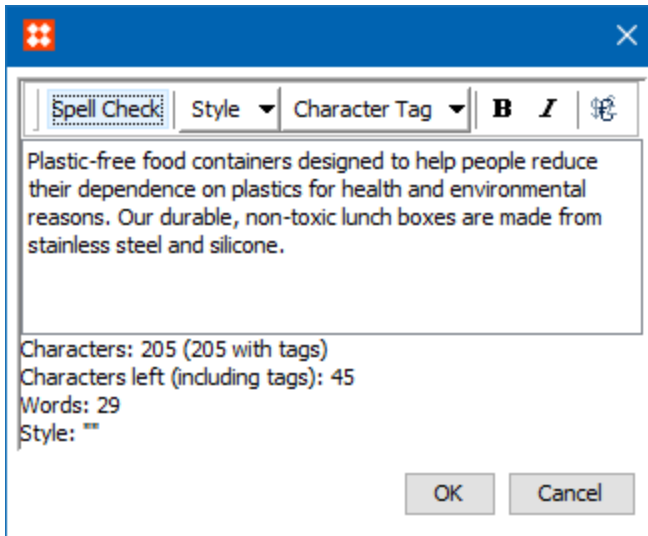 Spell Check Style Character Tag B I
Plastic-free food containers designed to help people reduce
their dependence on plastics for health and environmental
reasons. Our durable, non-toxic lunch boxes are made from
stainless steel and silicone.
Characters: 205 (205 with tags)
Characters left (including tags): 45
Words: 29
Style: ""
OK Cancel